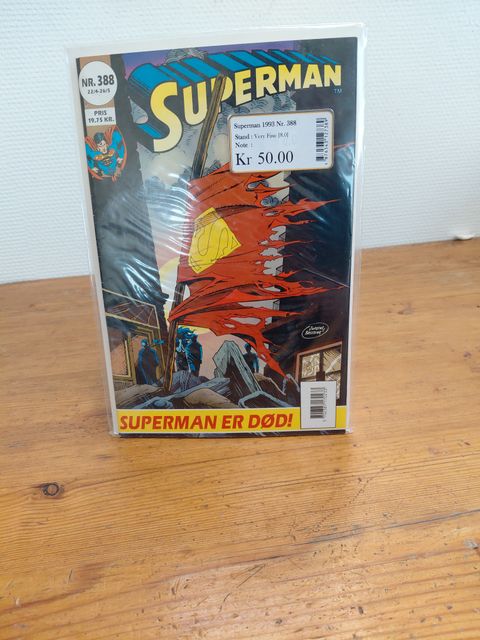 NR. 388
22/4-26/5
PRIS
19.75 KR.
SUPERMAN
TM
Superman 1993 Nr. 388
Stand : Very Fine [8.0]
Note :
Kr 50.00
S
SUPERMAN ER DØD!